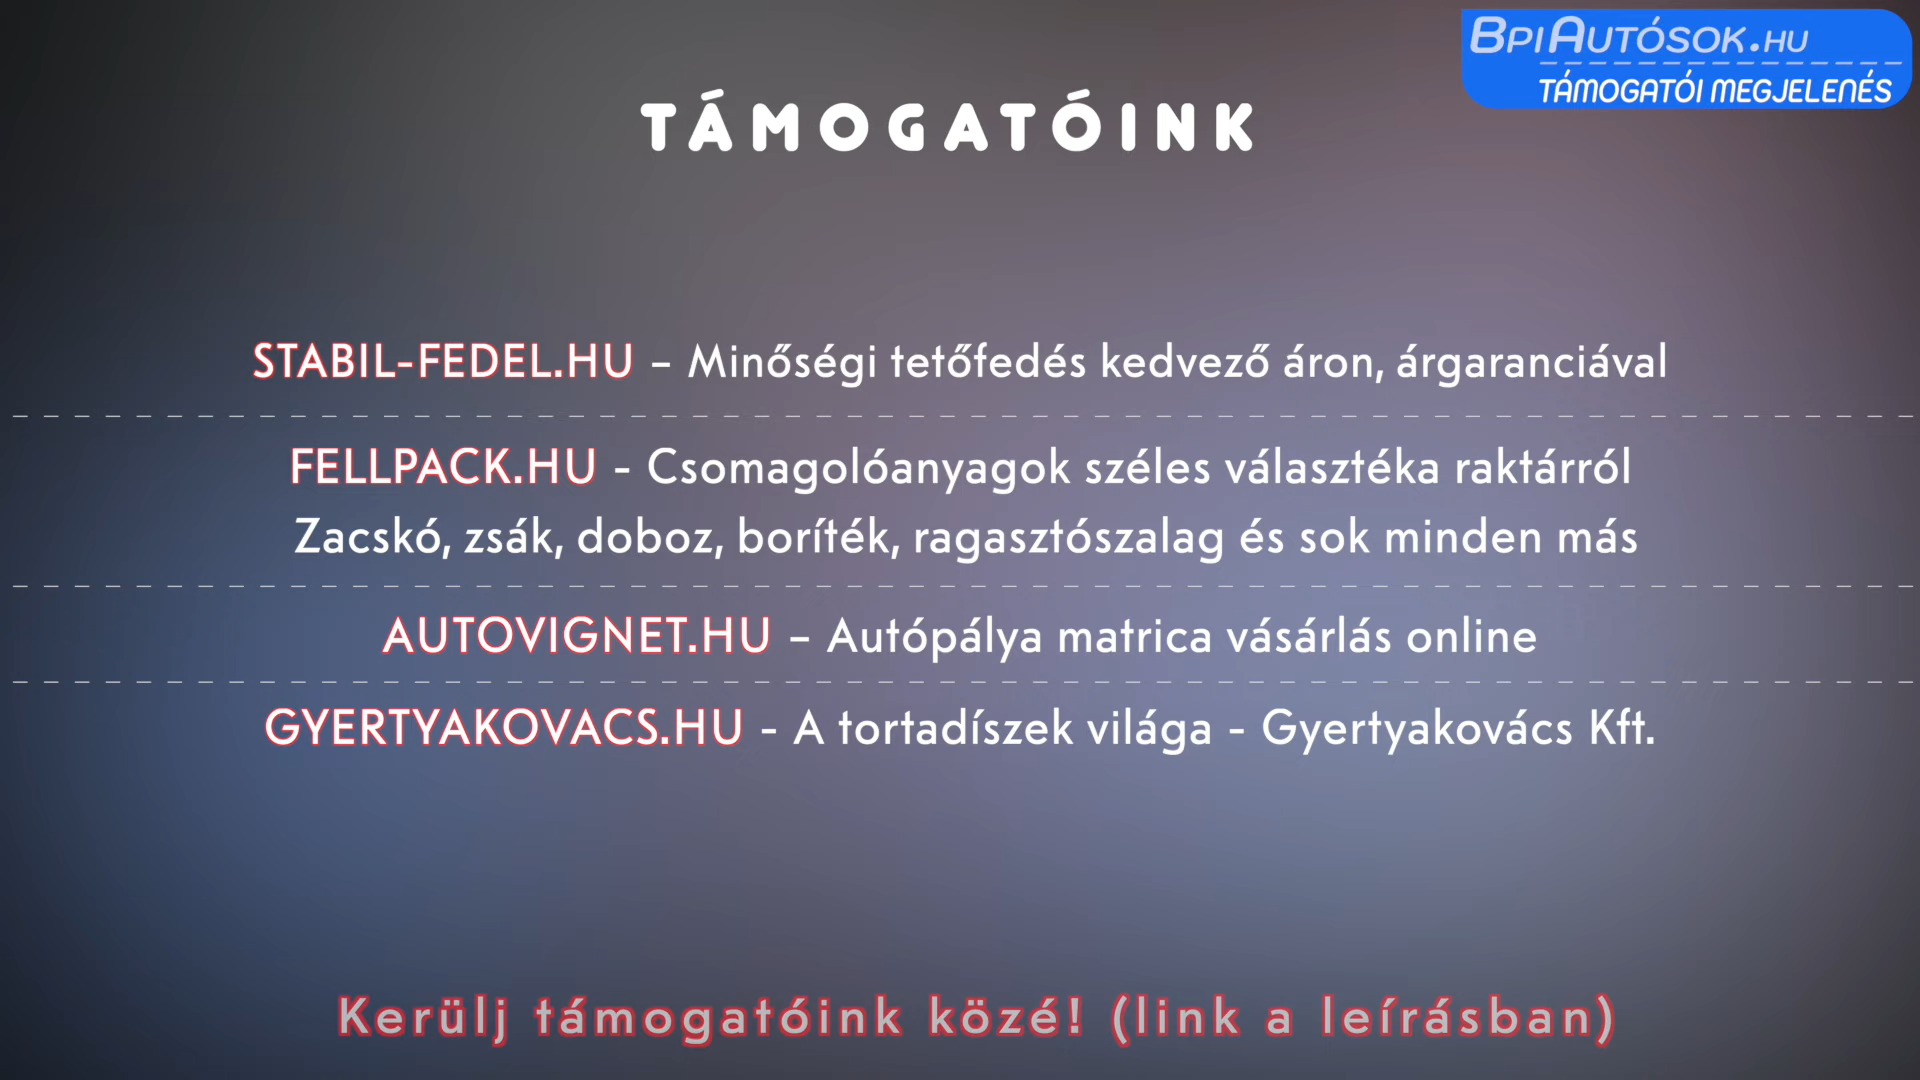 BPIAUTÓSOK.HU
TÁMOGATÓI MEGJELENÉS
TÁMOGATÓINK
STABIL-FEDEL.HU – Minőségi tetőfedés kedvező áron, árgaranciával
FELLPACK.HU - Csomagolóanyagok széles választéka raktárról
Zacskó, zsák, doboz, boríték, ragasztószalag és sok minden más
AUTOVIGNET.HU – Autópálya matrica vásárlás online
GYERTYAKOVACS.HU - A tortadíszek világa - Gyertyakovács Kft.
Kerülj támogatóink közé! (link a leírásban)